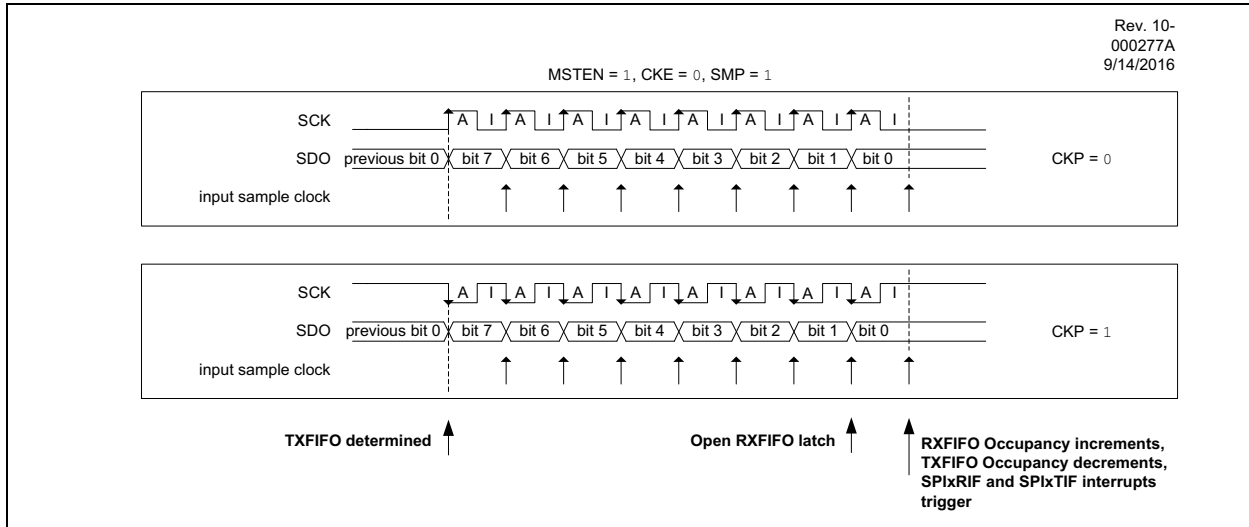 Rev. 10-
000277A
9/14/2016
MSTEN = 1, CKE = 0, SMP = 1
SCK A I A I A I A I A I A I A I A I
SDO previous bit 0 bit 7 bit 6 bit 5 bit 4 bit 3 bit 2 bit 1 bit 0 CKP = 0
input sample clock
SCK A I A I A I A I A I A I A I A I
SDO previous bit 0 bit 7 bit 6 bit 5 bit 4 bit 3 bit 2 bit 1 bit 0 CKP = 1
input sample clock
TXFIFO determined
Open RXFIFO latch
RXFIFO Occupancy increments,
TXFIFO Occupancy decrements,
SPIxRIF and SPIxTIF interrupts
trigger